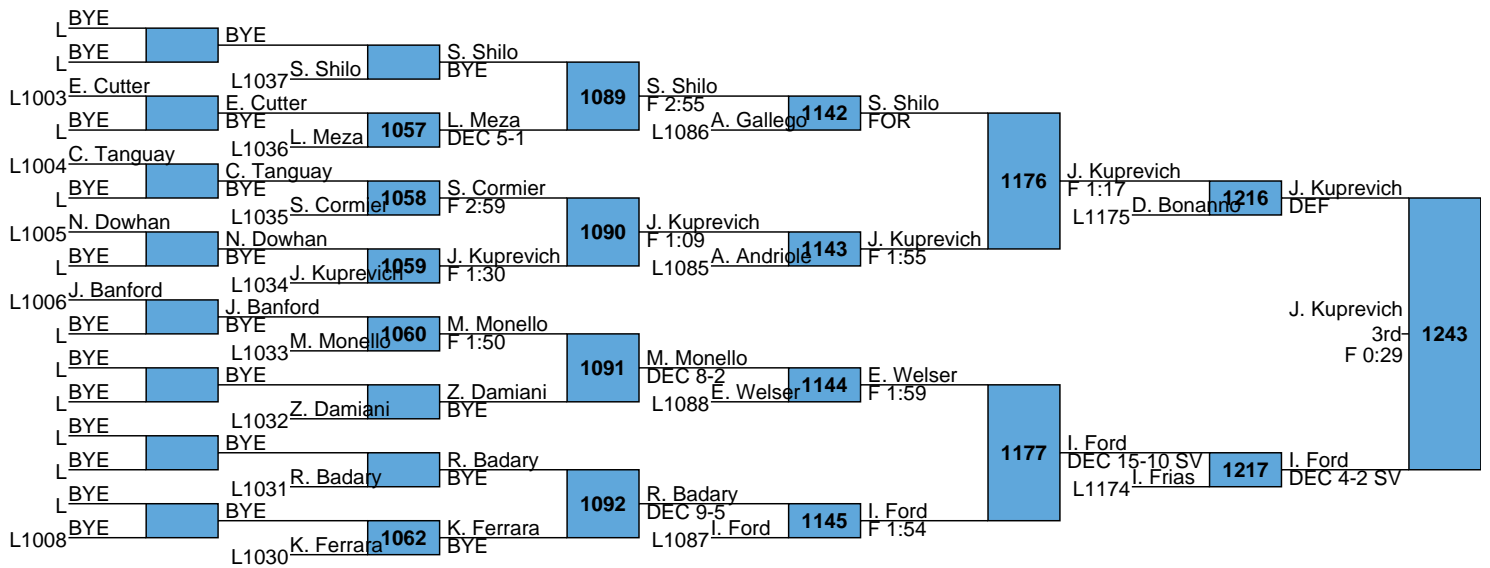 BYE
L
BYE
L
BYE
L1037 S. Shilo
S. Shilo
BYE
L1003 E. Cutter
BYE
L
E. Cutter
BYE
L1036 L. Meza
1057
L. Meza
DEC 5-1
1089
S. Shilo
F 2:55
L1086 A. Gallego
1142
S. Shilo
FOR
L1004 C. Tanguay
BYE
L
C. Tanguay
BYE
L1035 S. Cormier
1058
S. Cormier
F 2:59
L1005 N. Dowhan
BYE
L
N. Dowhan
BYE
L1034 J. Kuprevich
1059
J. Kuprevich
F 1:30
1090
J. Kuprevich
F 1:09
L1085 A. Andriole
1143
J. Kuprevich
F 1:55
1176
J. Kuprevich
F 1:17
L1175 D. Bonanno
1216
J. Kuprevich
DEF
L1006 J. Banford
BYE
L
J. Banford
BYE
L1033 M. Monello
1060
M. Monello
F 1:50
BYE
L
BYE
L
BYE
L1032 Z. Damiani
Z. Damiani
BYE
1091
M. Monello
DEC 8-2
L1088 E. Welser
1144
E. Welser
F 1:59
BYE
L
BYE
L
BYE
L1031 R. Badary
R. Badary
BYE
BYE
L
BYE
L1008
BYE
L1030 K. Ferrara
1062
K. Ferrara
BYE
1092
R. Badary
DEC 9-5
L1087 I. Ford
1145
I. Ford
F 1:54
1177
I. Ford
DEC 15-10 SV
L1174 I. Frias
1217
I. Ford
DEC 4-2 SV
J. Kuprevich
3rd
F 0:29
1243